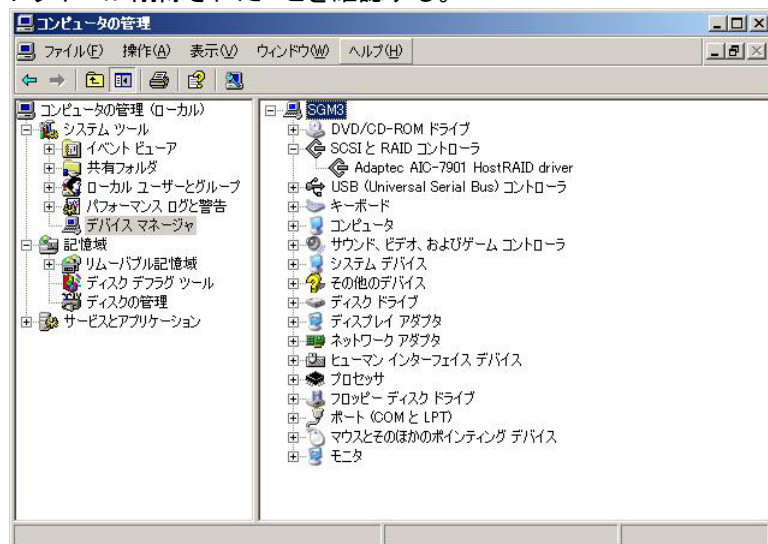 削除されたことを確認する。
コンピュータの管理
ファイル(F) 操作(A) 表示(V) ウィンドウ(W) ヘルプ(H)
コンピュータの管理 (ローカル)
システム ツール
イベント ビューア
共有フォルダ
ローカル ユーザーとグループ
パフォーマンス ログと警告
デバイス マネージャ
記憶域
リムーバブル記憶域
ディスク デフラグ ツール
ディスクの管理
サービスとアプリケーション
SGM3
DVD/CD-ROM ドライブ
SCSI と RAID コントローラ
Adaptec AIC-7901 HostRAID driver
USB (Universal Serial Bus) コントローラ
キーボード
コンピュータ
サウンド、ビデオ、およびゲーム コントローラ
システム デバイス
その他のデバイス
ディスク ドライブ
ディスプレイ アダプタ
ネットワーク アダプタ
ヒューマン インターフェイス デバイス
プロセッサ
フロッピー ディスク ドライブ
ポート (COM と LPT)
マウスとそのほかのポインティング デバイス
モニタ